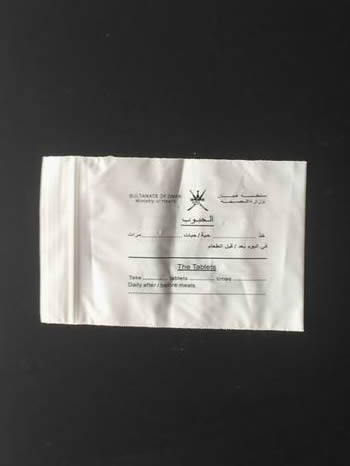 SULTANATE OF OMAN
Ministry of Health
سلطنة عمان
وزارة الصحة
الحبوب
خذ ............ حبة / حبات ............ مرات
في اليوم بعد / قبل الطعام
The Tablets
Take ............ tablets ............ times
Daily after / before meals.